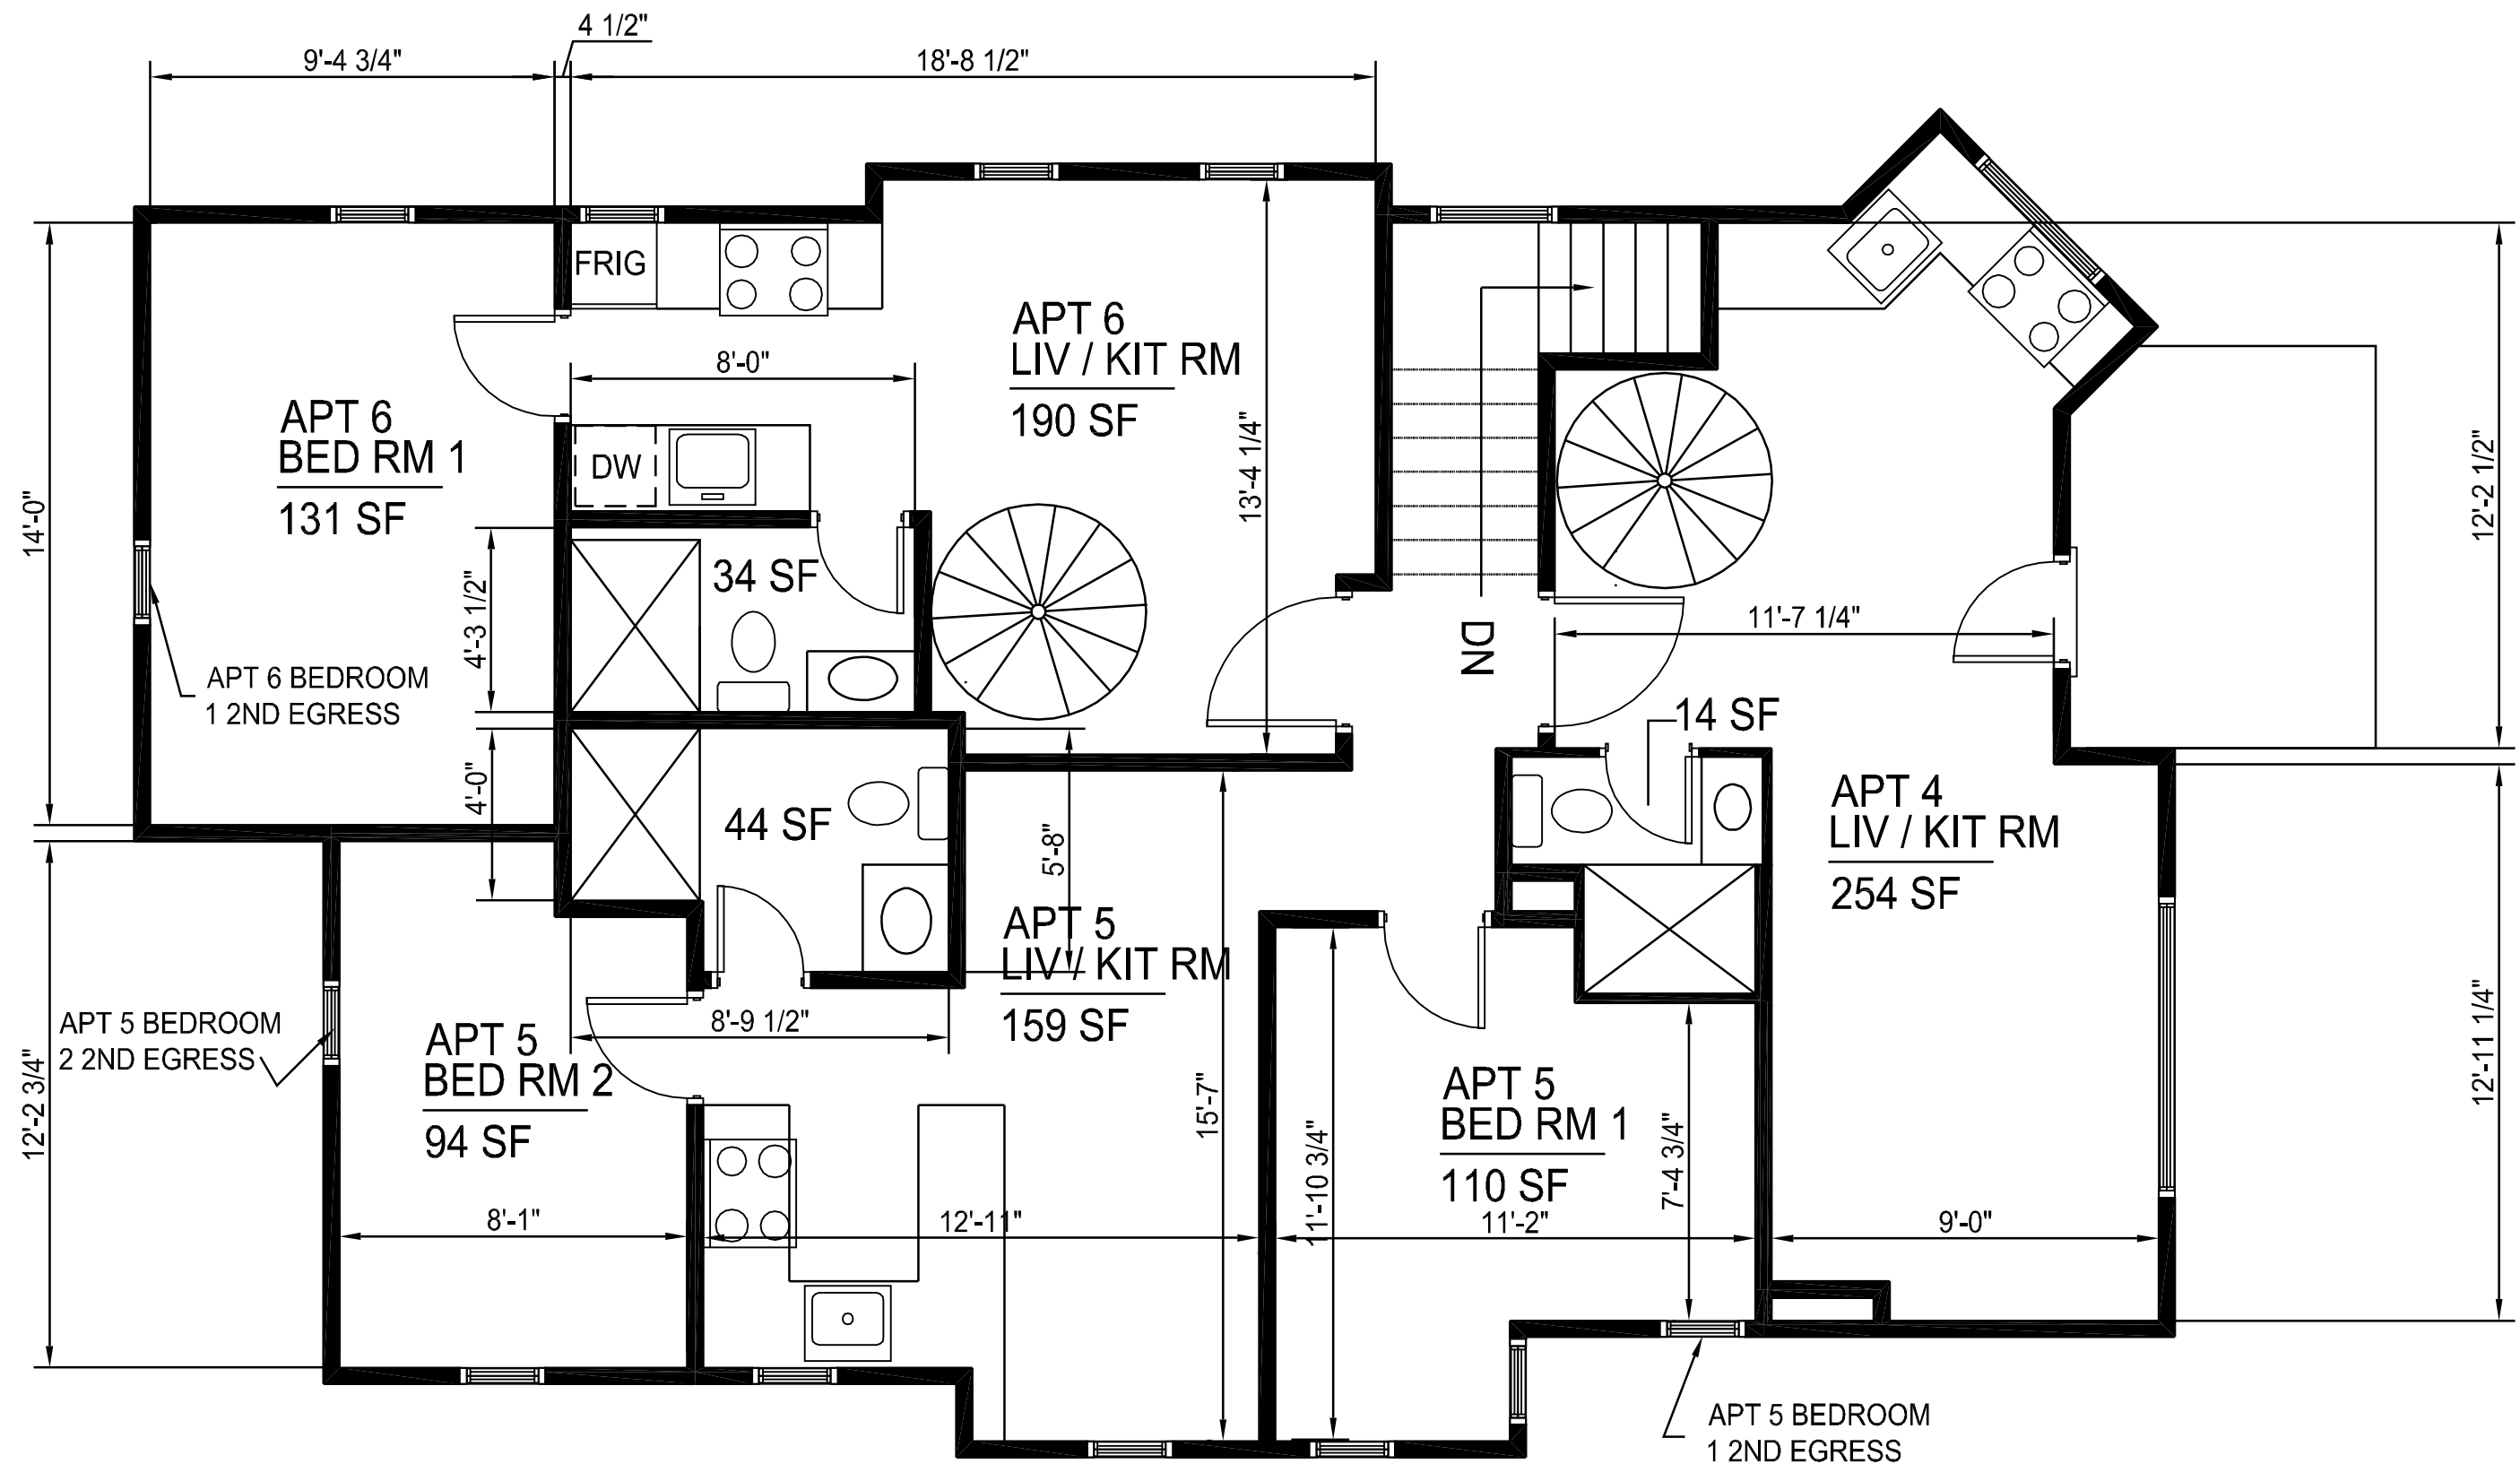 4 1/2"
9'-4 3/4"
18'-8 1/2"
FRIG
APT 6
LIV / KIT RM
190 SF
8'-0"
APT 6
BED RM 1
131 SF
DW
13'-4 1/4"
12'-2 1/2"
14'-0"
34 SF
4'-3 1/2"
11'-7 1/4"
DN
APT 6 BEDROOM
1 2ND EGRESS
14 SF
4'-0"
44 SF
5'-8"
APT 4
LIV / KIT RM
254 SF
APT 5
LIV / KIT RM
159 SF
8'-9 1/2"
APT 5 BEDROOM
2 2ND EGRESS
APT 5
BED RM 2
94 SF
12'-2 3/4"
12'-11 1/4"
15'-7"
APT 5
BED RM 1
110 SF
11'-10 3/4"
7'-4 3/4"
8'-1"
12'-11"
11'-2"
9'-0"
APT 5 BEDROOM
1 2ND EGRESS